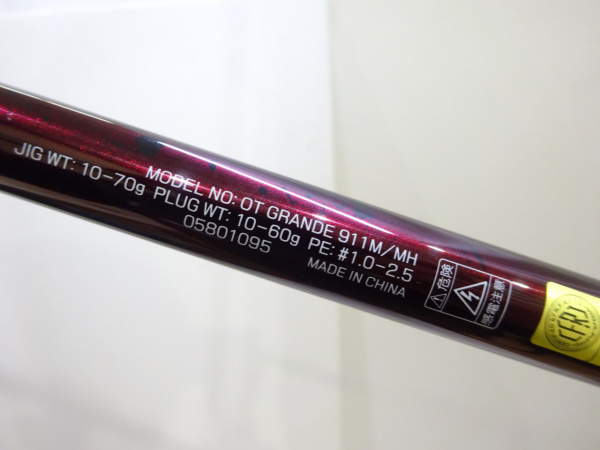 MODEL NO: OT GRANDE 911M/MH
JIG WT: 10-70g PLUG WT: 10-60g PE: #1.0-2.5
05801095
MADE IN CHINA
危険
感電注意
CFRP